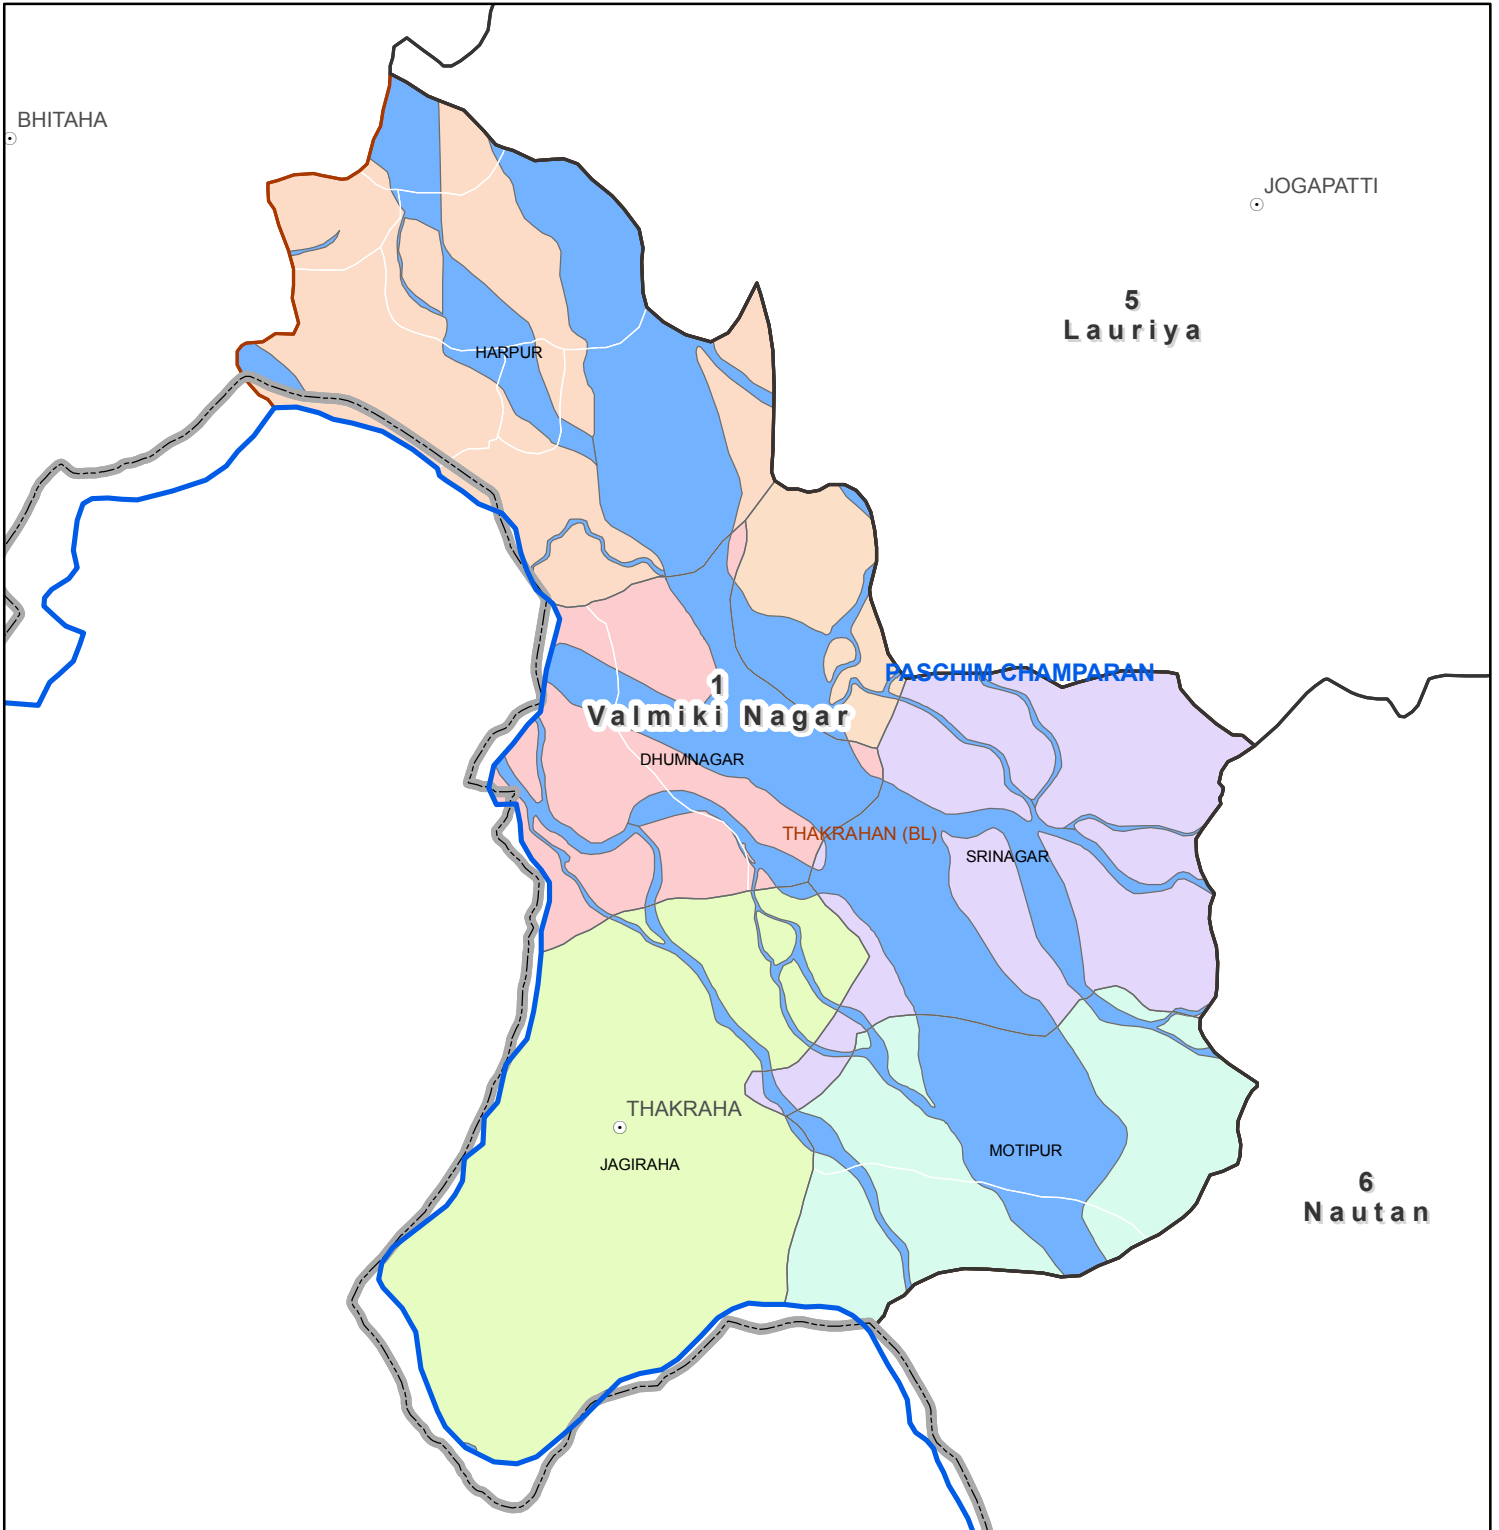 BHITAHA
JOGAPATTI
5
Lauriya
HARPUR
PASCHIM CHAMPARAN
1
Valmiki Nagar
DHUMNAGAR
THAKRAHAN (BL)
SRINAGAR
THAKRAHA
JAGIRAHA
MOTIPUR
6
Nautan